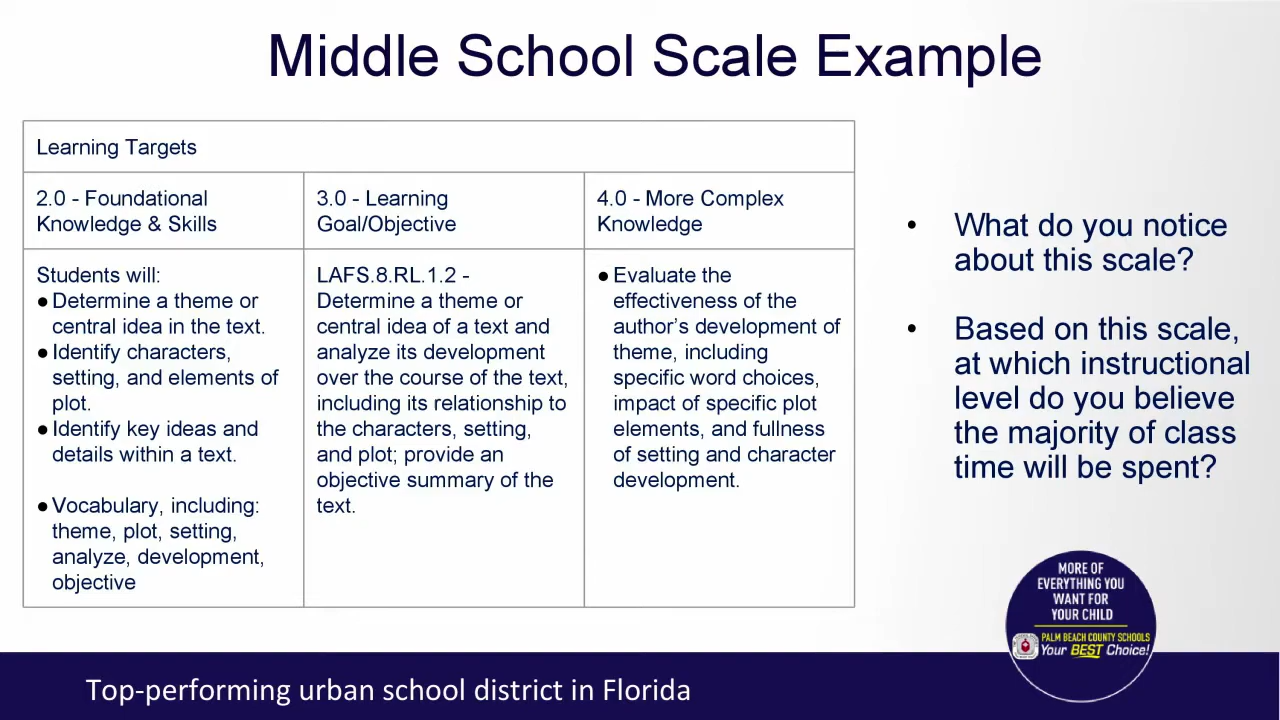 Middle School Scale Example
Learning Targets
2.0 - Foundational
Knowledge & Skills
3.0 - Learning
Goal/Objective
4.0 - More Complex
Knowledge
Students will:
● Determine a theme or
central idea in the text.
● Identify characters,
setting, and elements of
plot.
● Identify key ideas and
details within a text.
● Vocabulary, including:
theme, plot, setting,
analyze, development,
objective
LAFS.8.RL.1.2 -
Determine a theme or
central idea of a text and
analyze its development
over the course of the text,
including its relationship to
the characters, setting,
and plot; provide an
objective summary of the
text.
● Evaluate the
effectiveness of the
author’s development of
theme, including
specific word choices,
impact of specific plot
elements, and fullness
of setting and character
development.
• What do you notice
about this scale?
• Based on this scale,
at which instructional
level do you believe
the majority of class
time will be spent?
MORE OF
EVERYTHING YOU
WANT FOR
YOUR CHILD
PALM BEACH COUNTY SCHOOLS
Your BEST Choice!
Top-performing urban school district in Florida